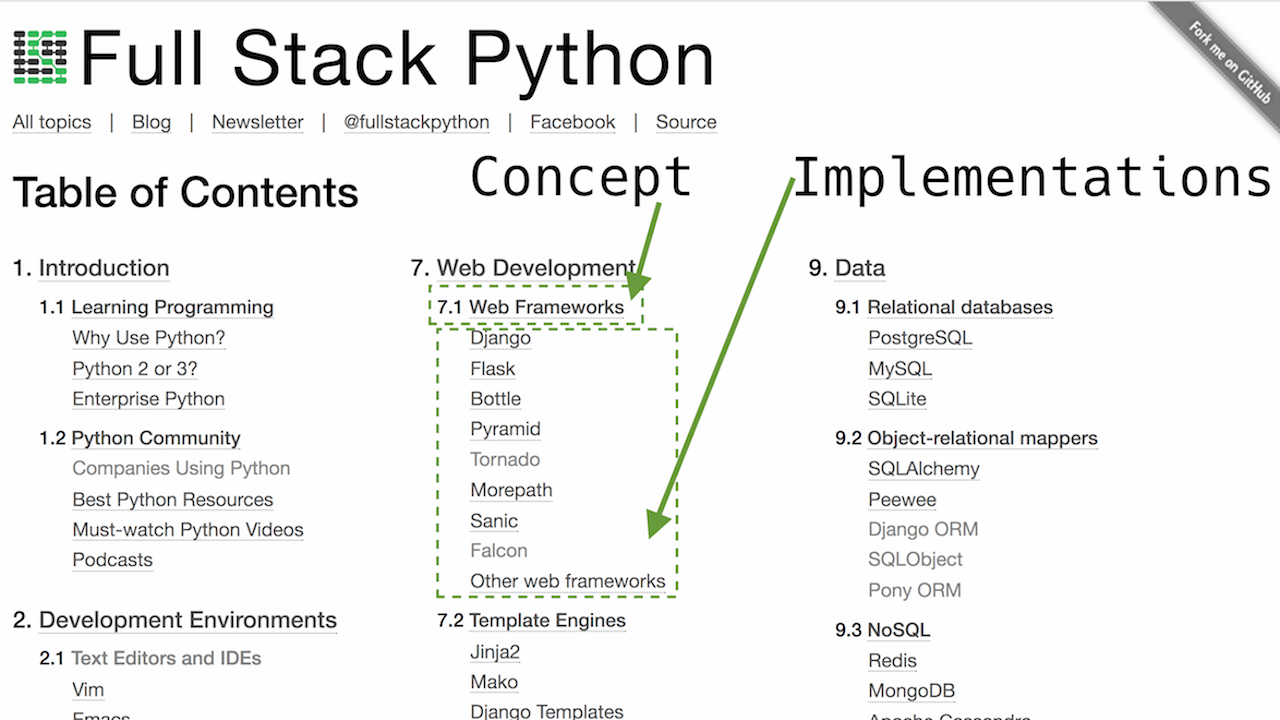 Full Stack Python
Fork me on GitHub
All topics | Blog | Newsletter | @fullstackpython | Facebook | Source
Concept
Implementations
Table of Contents
1. Introduction
1.1 Learning Programming
Why Use Python?
Python 2 or 3?
Enterprise Python
1.2 Python Community
Companies Using Python
Best Python Resources
Must-watch Python Videos
Podcasts
2. Development Environments
2.1 Text Editors and IDEs
Vim
Emacs
7. Web Development
7.1 Web Frameworks
Django
Flask
Bottle
Pyramid
Tornado
Morepath
Sanic
Falcon
Other web frameworks
7.2 Template Engines
Jinja2
Mako
Django Templates
9. Data
9.1 Relational databases
PostgreSQL
MySQL
SQLite
9.2 Object-relational mappers
SQLAlchemy
Peewee
Django ORM
SQLObject
Pony ORM
9.3 NoSQL
Redis
MongoDB
Apache Cassandra